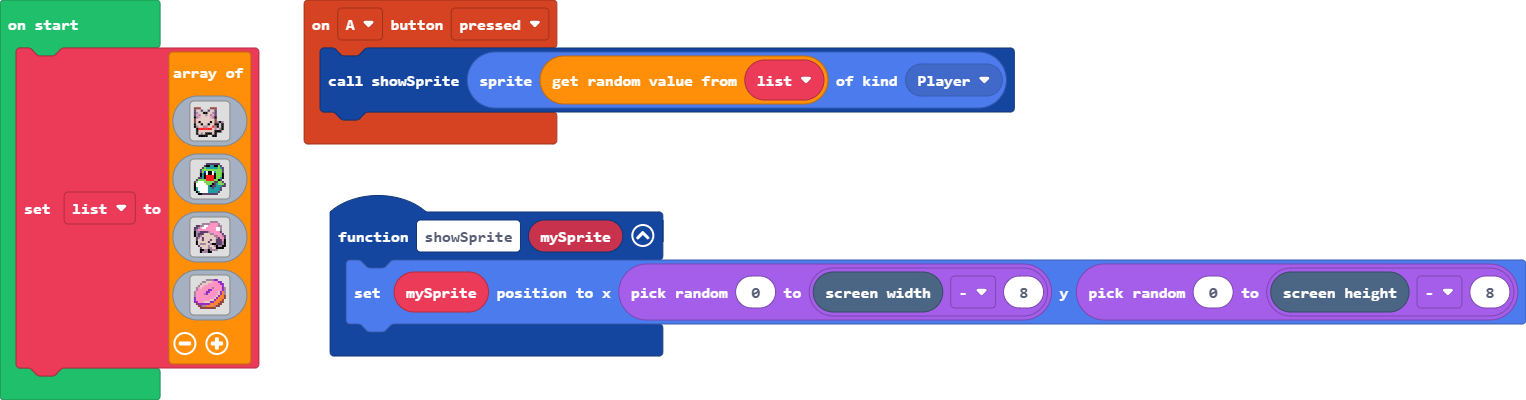 on start
set list to array of
on A button pressed
call showSprite sprite get random value from list of kind Player
function showSprite mySprite
set mySprite position to x pick random 0 to screen width - 8 y pick random 0 to screen height - 8